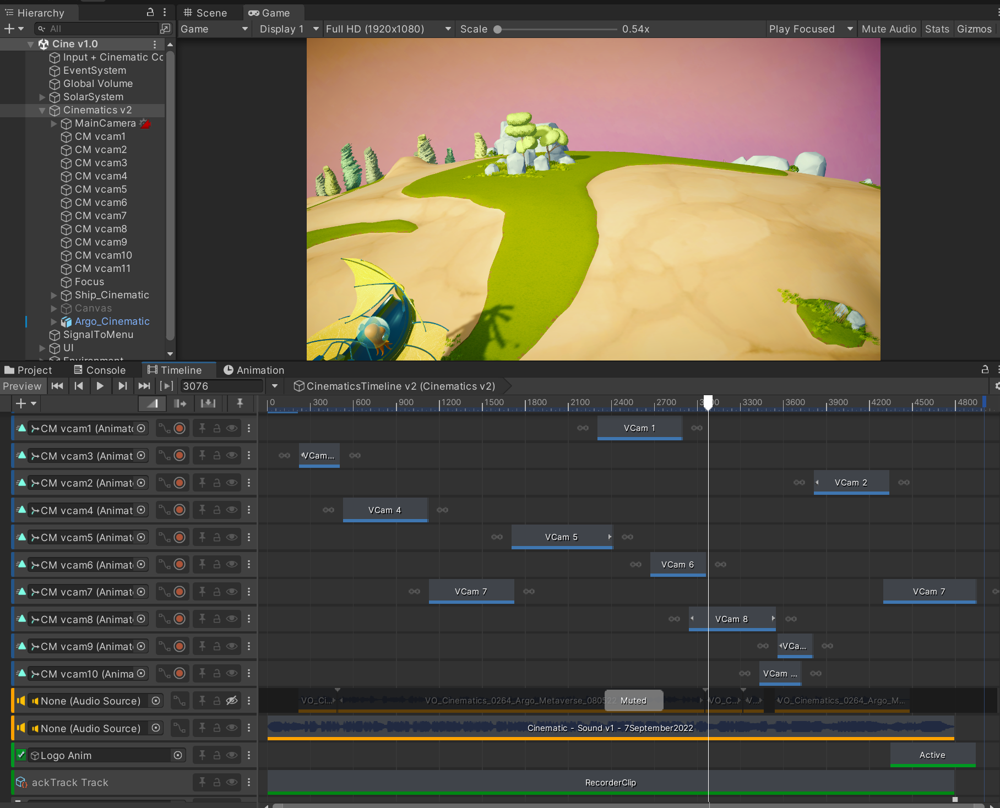 Hierarchy
Scene
Game
All
Game
Display 1
Full HD (1920x1080)
Scale
0.54x
Play Focused
Mute Audio
Stats
Gizmos
Cine v1.0
Input + Cinematic Co
EventSystem
Global Volume
SolarSystem
Cinematics v2
MainCamera
CM vcam1
CM vcam2
CM vcam3
CM vcam4
CM vcam5
CM vcam6
CM vcam7
CM vcam8
CM vcam9
CM vcam10
CM vcam11
Focus
Ship_Cinematic
Canvas
Argo_Cinematic
SignalToMenu
UI
Environment
Project
Console
Timeline
Animation
Preview
3076
CinematicsTimeline v2 (Cinematics v2)
0 300 600 900 1200 1500 1800 2100 2400 2700 3300 3600 3900 4200 4500 4800
CM vcam1 (Animato
VCam 1
CM vcam3 (Animat
VCam...
CM vcam2 (Animat
VCam 2
CM vcam4 (Animat
VCam 4
CM vcam5 (Animat
VCam 5
CM vcam6 (Animat
VCam 6
CM vcam7 (Animat
VCam 7
VCam 7
CM vcam8 (Animat
VCam 8
CM vcam9 (Animat
VCa...
CM vcam10 (Anima
VCam ...
None (Audio Source)
VO_Ci...
VO_Cinematics_0264_Argo_Metaverse_080522
Muted
VO_C...
V...
VO_Cinematics_0264_Argo_M...
None (Audio Source)
Cinematic - Sound v1 - 7September2022
Logo Anim
Active
ackTrack Track
RecorderClip